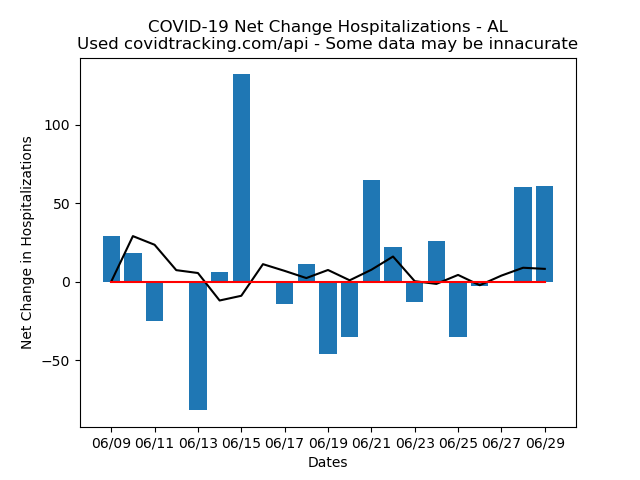 COVID-19 Net Change Hospitalizations - AL
Used covidtracking.com/api - Some data may be innacurate
Net Change in Hospitalizations
100
50
0
−50
06/09 06/11 06/13 06/15 06/17 06/19 06/21 06/23 06/25 06/27 06/29
Dates